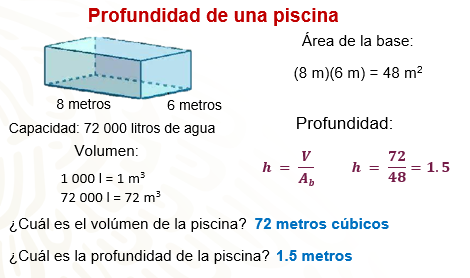 Profundidad de una piscina
8 metros
6 metros
Capacidad: 72 000 litros de agua
Volumen:
1 000 l = 1 m³
72 000 l = 72 m³
Área de la base:
(8 m)(6 m) = 48 m²
Profundidad:
h = V/A_b h = 72/48 = 1.5
¿Cuál es el volúmen de la piscina? 72 metros cúbicos
¿Cuál es la profundidad de la piscina? 1.5 metros